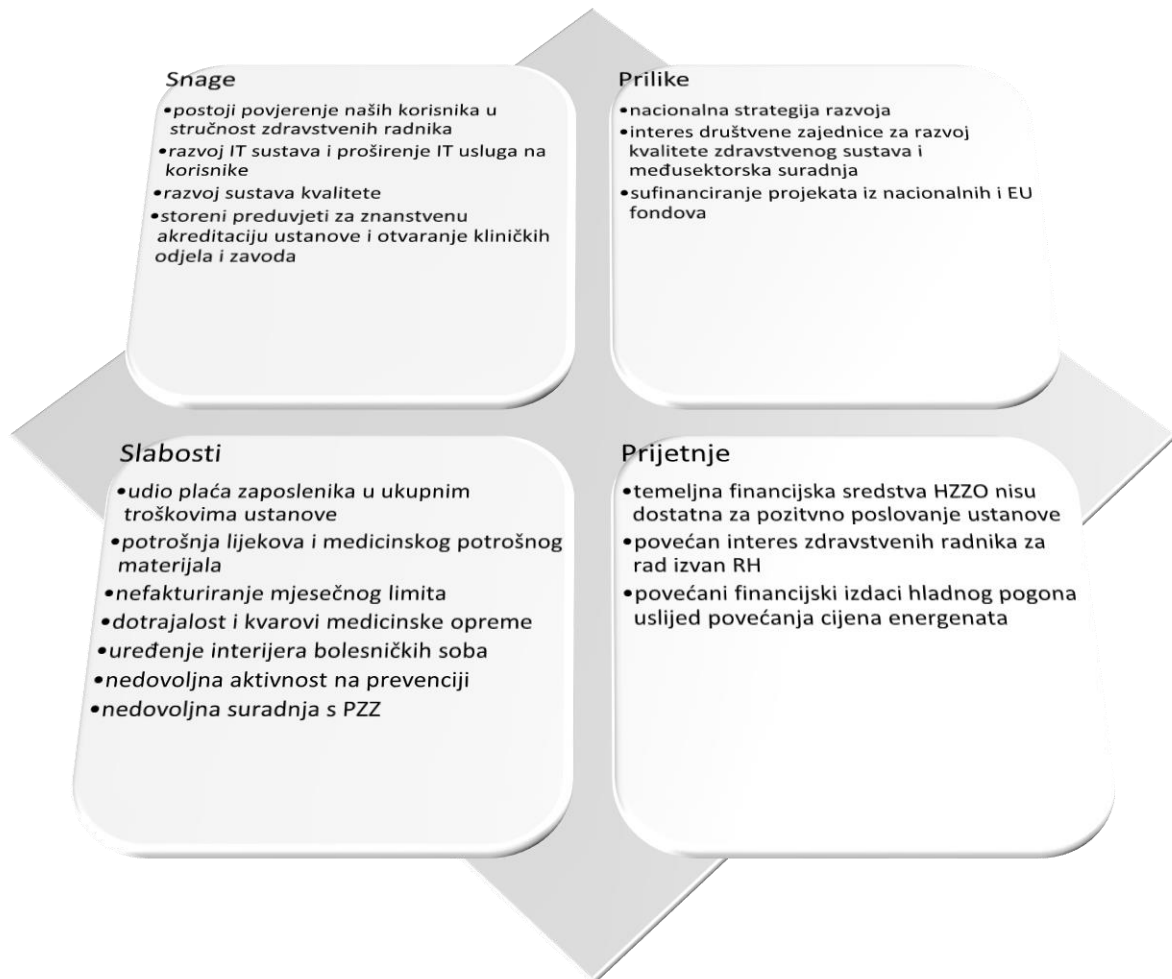 Snage
•postoji povjerenje naših korisnika u
stručnost zdravstvenih radnika
•razvoj IT sustava i proširenje IT usluga na
korisnike
•razvoj sustava kvalitete
•storeni preduvjeti za znanstvenu
akreditaciju ustanove i otvaranje kliničkih
odjela i zavoda
Prilike
•nacionalna strategija razvoja
•interes društvene zajednice za razvoj
kvalitete zdravstvenog sustava i
međusektorska suradnja
•sufinanciranje projekata iz nacionalnih i EU
fondova
Slabosti
•udio plaća zaposlenika u ukupnim
troškovima ustanove
•potrošnja lijekova i medicinskog potrošnog
materijala
•nefakturiranje mjesečnog limita
•dotrajalost i kvarovi medicinske opreme
•uređenje interijera bolesničkih soba
•nedovoljna aktivnost na prevenciji
•nedovoljna suradnja s PZZ
Prijetnje
•temeljna financijska sredstva HZZO nisu
dostatna za pozitvno poslovanje ustanove
•povećan interes zdravstvenih radnika za
rad izvan RH
•povećani financijski izdaci hladnog pogona
uslijed povećanja cijena energenata